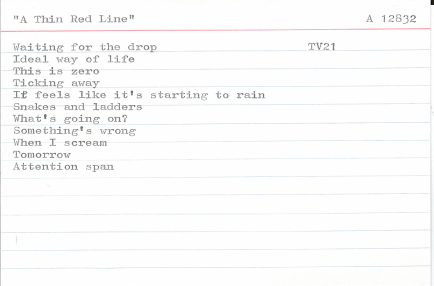 "A Thin Red Line" A 12832
Waiting for the drop TV21
Ideal way of life
This is zero
Ticking away
It feels like it's starting to rain
Snakes and ladders
What's going on?
Something's wrong
When I scream
Tomorrow
Attention span